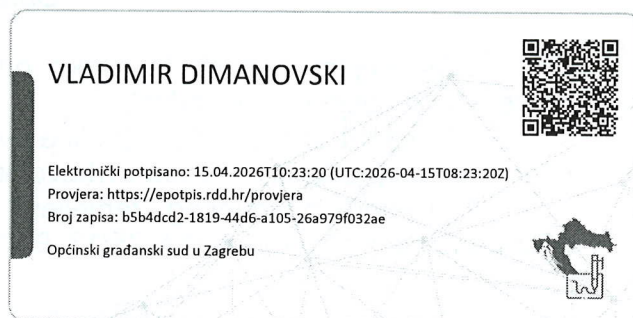 VLADIMIR DIMANOVSKI
Elektronički potpisano: 15.04.2026T10:23:20 (UTC:2026-04-15T08:23:20Z)
Provjera: https://epotpis.rdd.hr/provjera
Broj zapisa: b5b4dcd2-1819-44d6-a105-26a979f032ae
Općinski građanski sud u Zagrebu